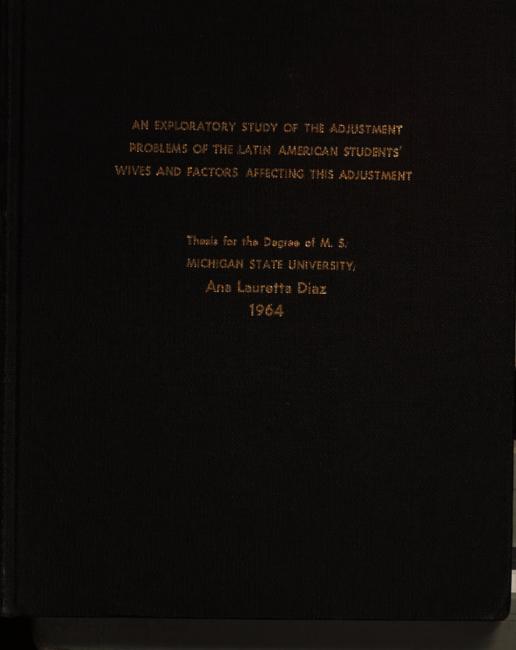 AN EXPLORATORY STUDY OF THE ADJUSTMENT
PROBLEMS OF THE LATIN AMERICAN STUDENTS'
WIVES AND FACTORS AFFECTING THIS ADJUSTMENT
Thesis for the Degree of M. S.
MICHIGAN STATE UNIVERSITY,
Ana Lauretta Diaz
1964